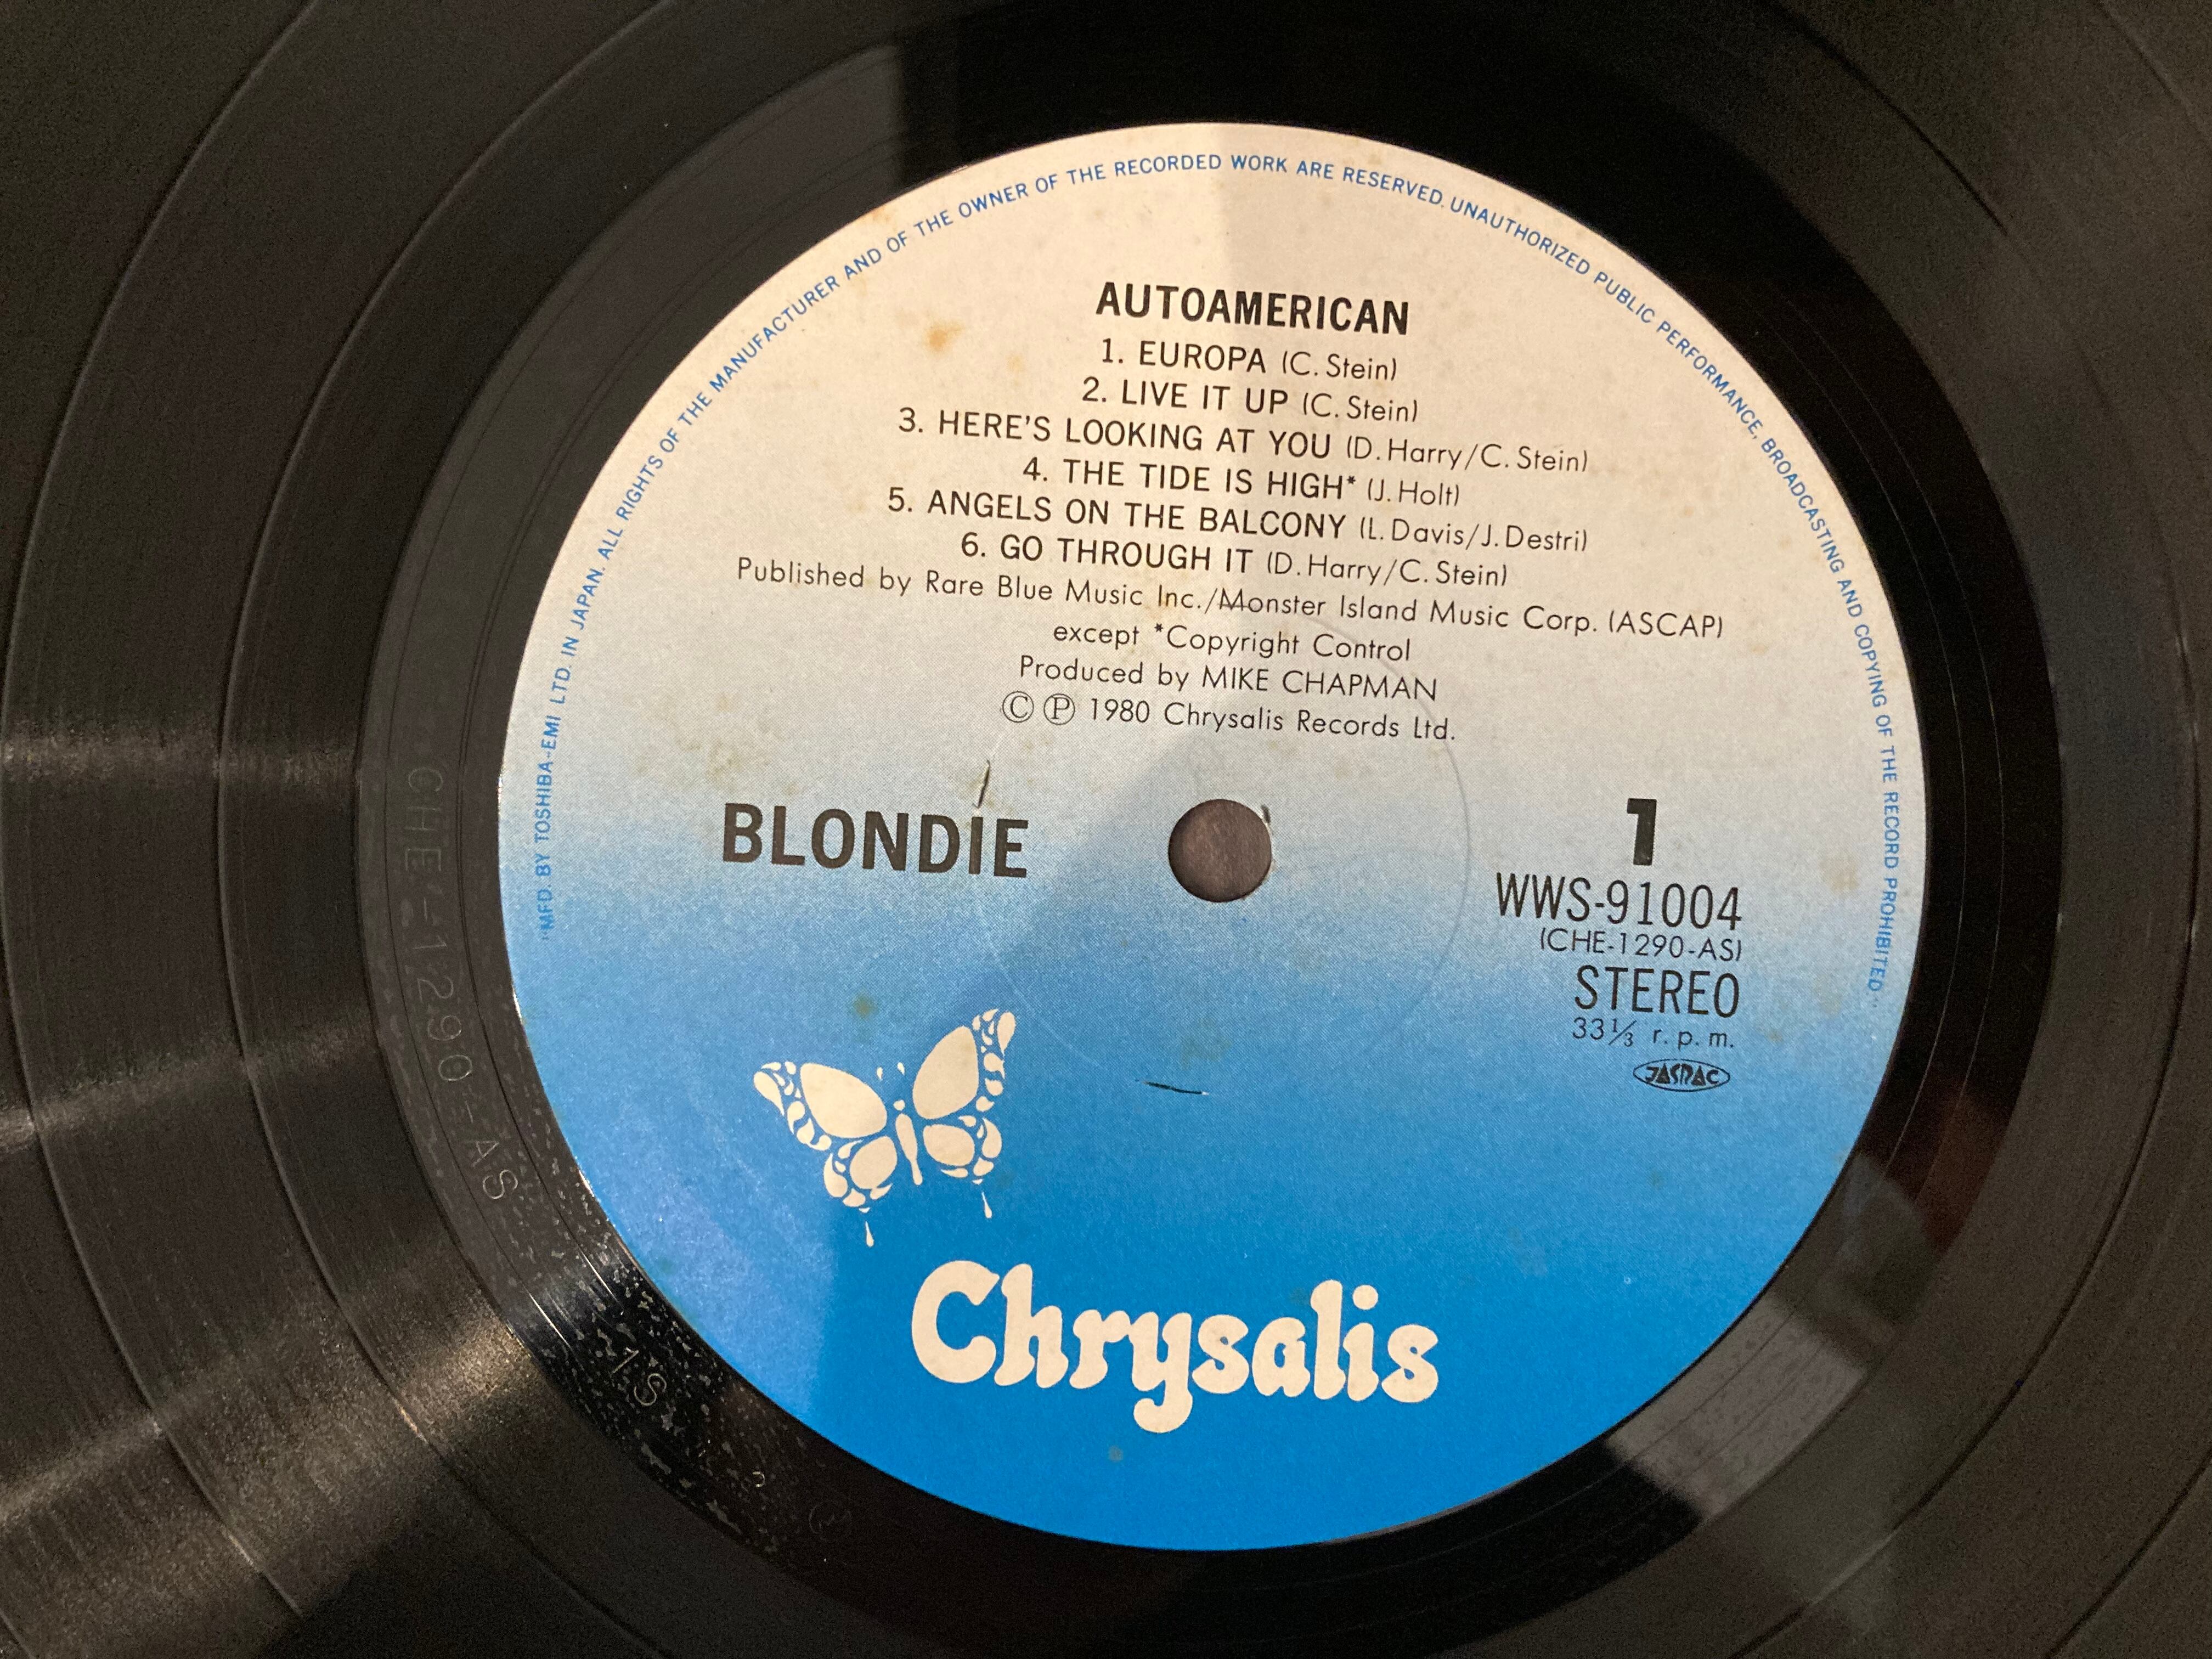 "MFD. BY TOSHIBA-EMI LTD. IN JAPAN. ALL RIGHTS OF THE MANUFACTURER AND OF THE OWNER OF THE RECORDED WORK ARE RESERVED. UNAUTHORIZED PUBLIC PERFORMANCE, BROADCASTING AND COPYING OF THE RECORD PROHIBITED."
AUTOAMERICAN
1. EUROPA (C. Stein)
2. LIVE IT UP (C. Stein)
3. HERE'S LOOKING AT YOU (D. Harry/C. Stein)
4. THE TIDE IS HIGH* (J. Holt)
5. ANGELS ON THE BALCONY (L. Davis/J. Destri)
6. GO THROUGH IT (D. Harry/C. Stein)
Published by Rare Blue Music Inc./Monster Island Music Corp. (ASCAP)
except *Copyright Control
Produced by MIKE CHAPMAN
Ⓒ Ⓟ 1980 Chrysalis Records Ltd.
BLONDIE
1
WWS-91004
(CHE-1290-AS)
STEREO
33⅓ r. p. m.
JASRAC
Chrysalis
CHE-1290-AS
1S